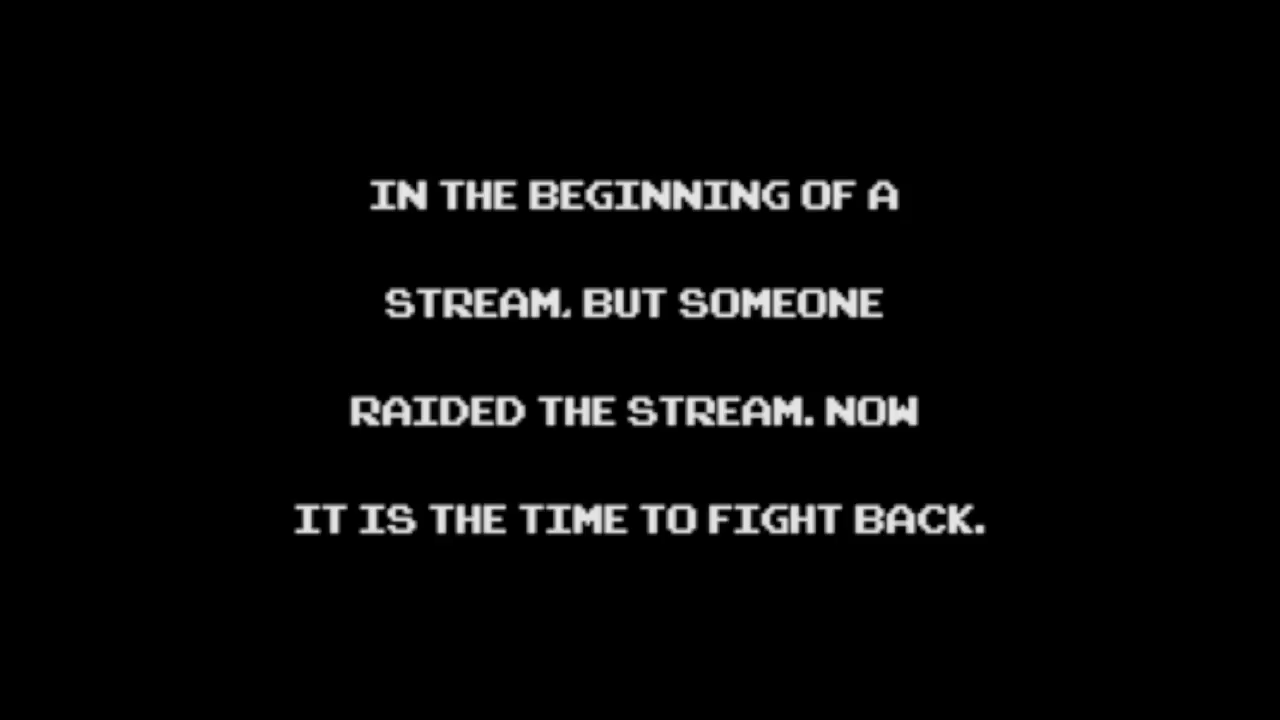 IN THE BEGINNING OF A
STREAM, BUT SOMEONE
RAIDED THE STREAM. NOW
IT IS THE TIME TO FIGHT BACK.